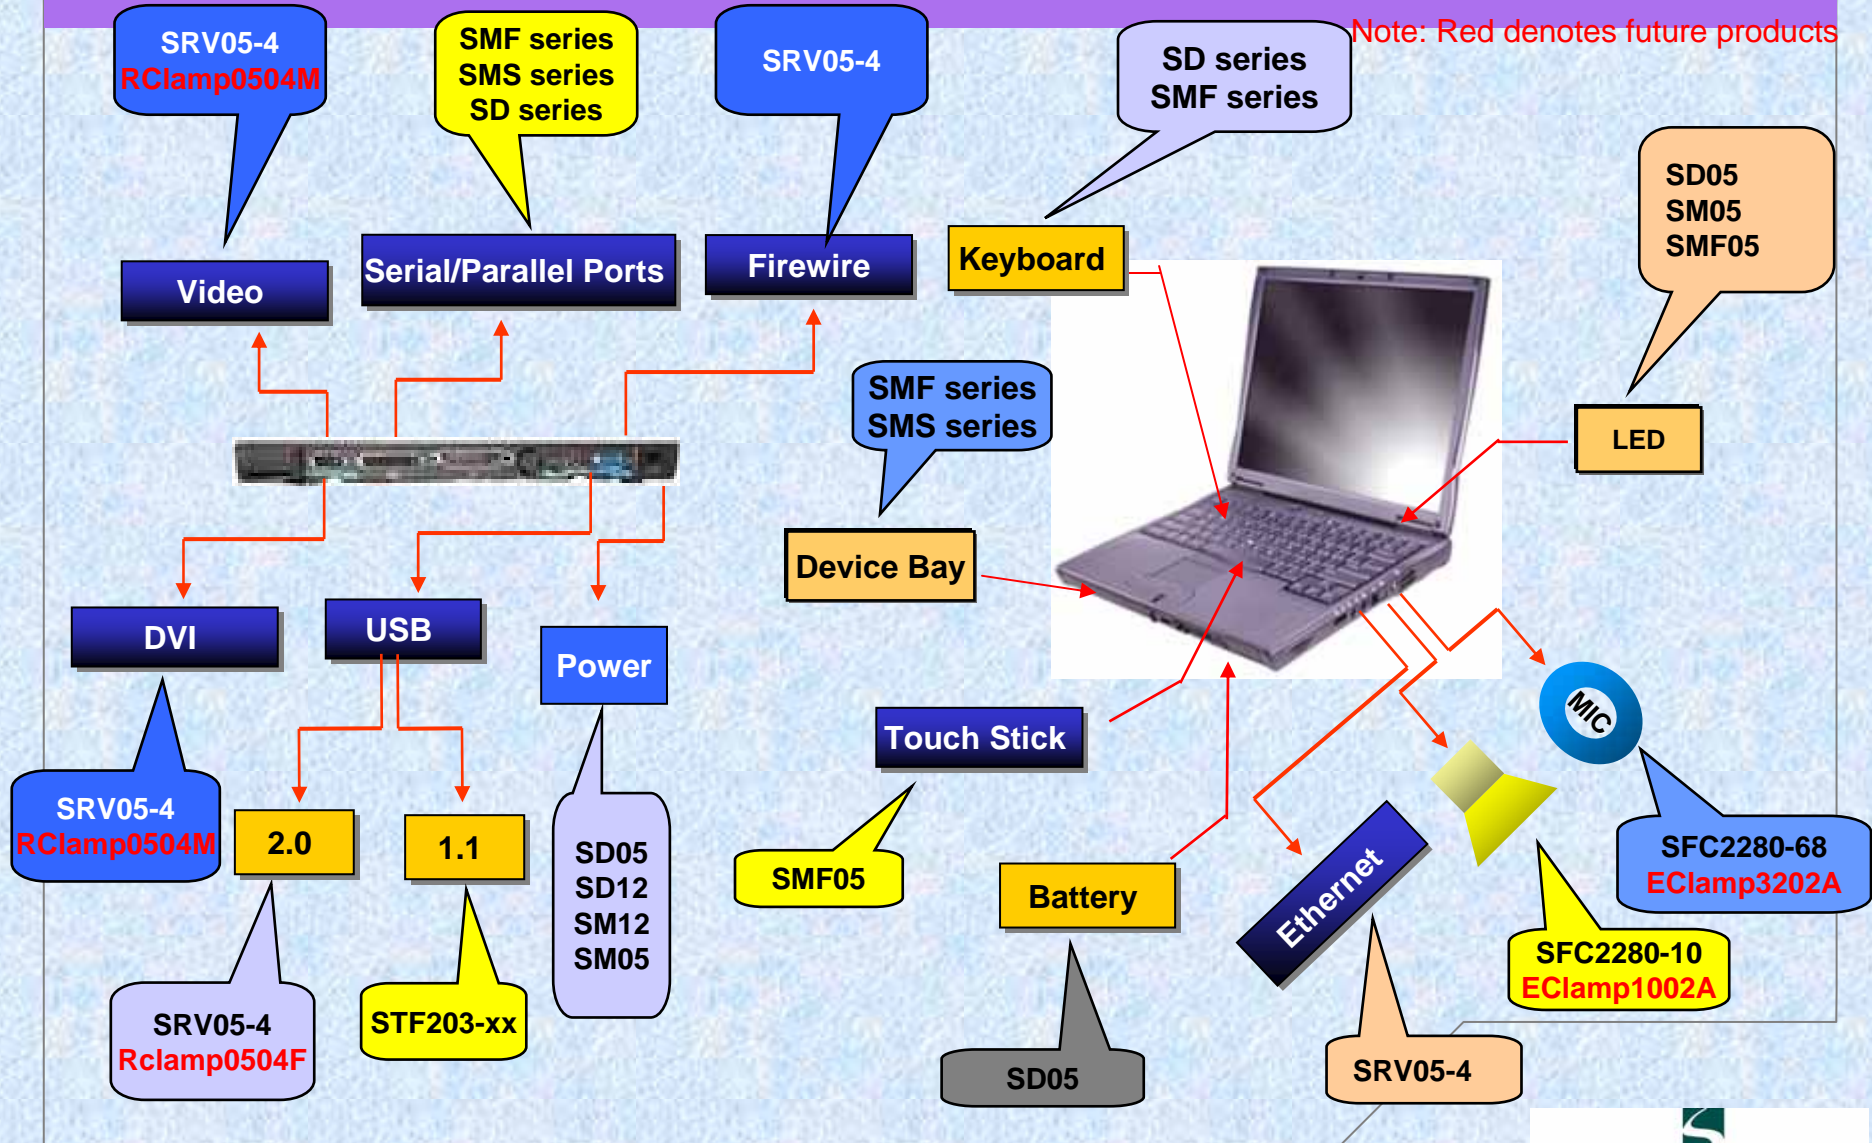 Note: Red denotes future products
SRV05-4
RClamp0504M
SMF series
SMS series
SD series
SRV05-4
SD series
SMF series
SD05
SM05
SMF05
Video
Serial/Parallel Ports
Firewire
Keyboard
SMF series
SMS series
LED
Device Bay
DVI
USB
Power
Touch Stick
MIC
SRV05-4
RClamp0504M
2.0
1.1
SD05
SD12
SM12
SM05
SMF05
Battery
Ethernet
SFC2280-68
EClamp3202A
SFC2280-10
EClamp1002A
SRV05-4
Rclamp0504F
STF203-xx
SD05
SRV05-4